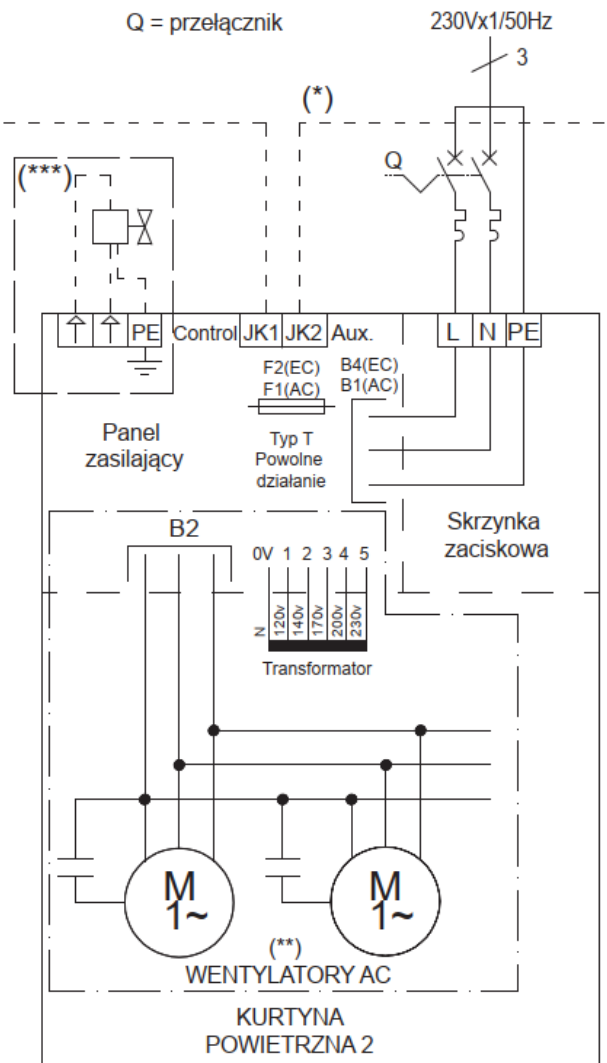 Q = przełącznik
230Vx1/50Hz
3
(*)
(***)
Q
PE
Control
JK1
JK2
Aux.
L
N
PE
F2(EC)
F1(AC)
B4(EC)
B1(AC)
Typ T
Powolne
działanie
Panel
zasilający
Skrzynka
zaciskowa
B2
0V 1 2 3 4 5
N 120v 140v 170v 200v 230v
Transformator
M
1~
M
1~
(**)
WENTYLATORY AC
KURTYNA
POWIETRZNA 2